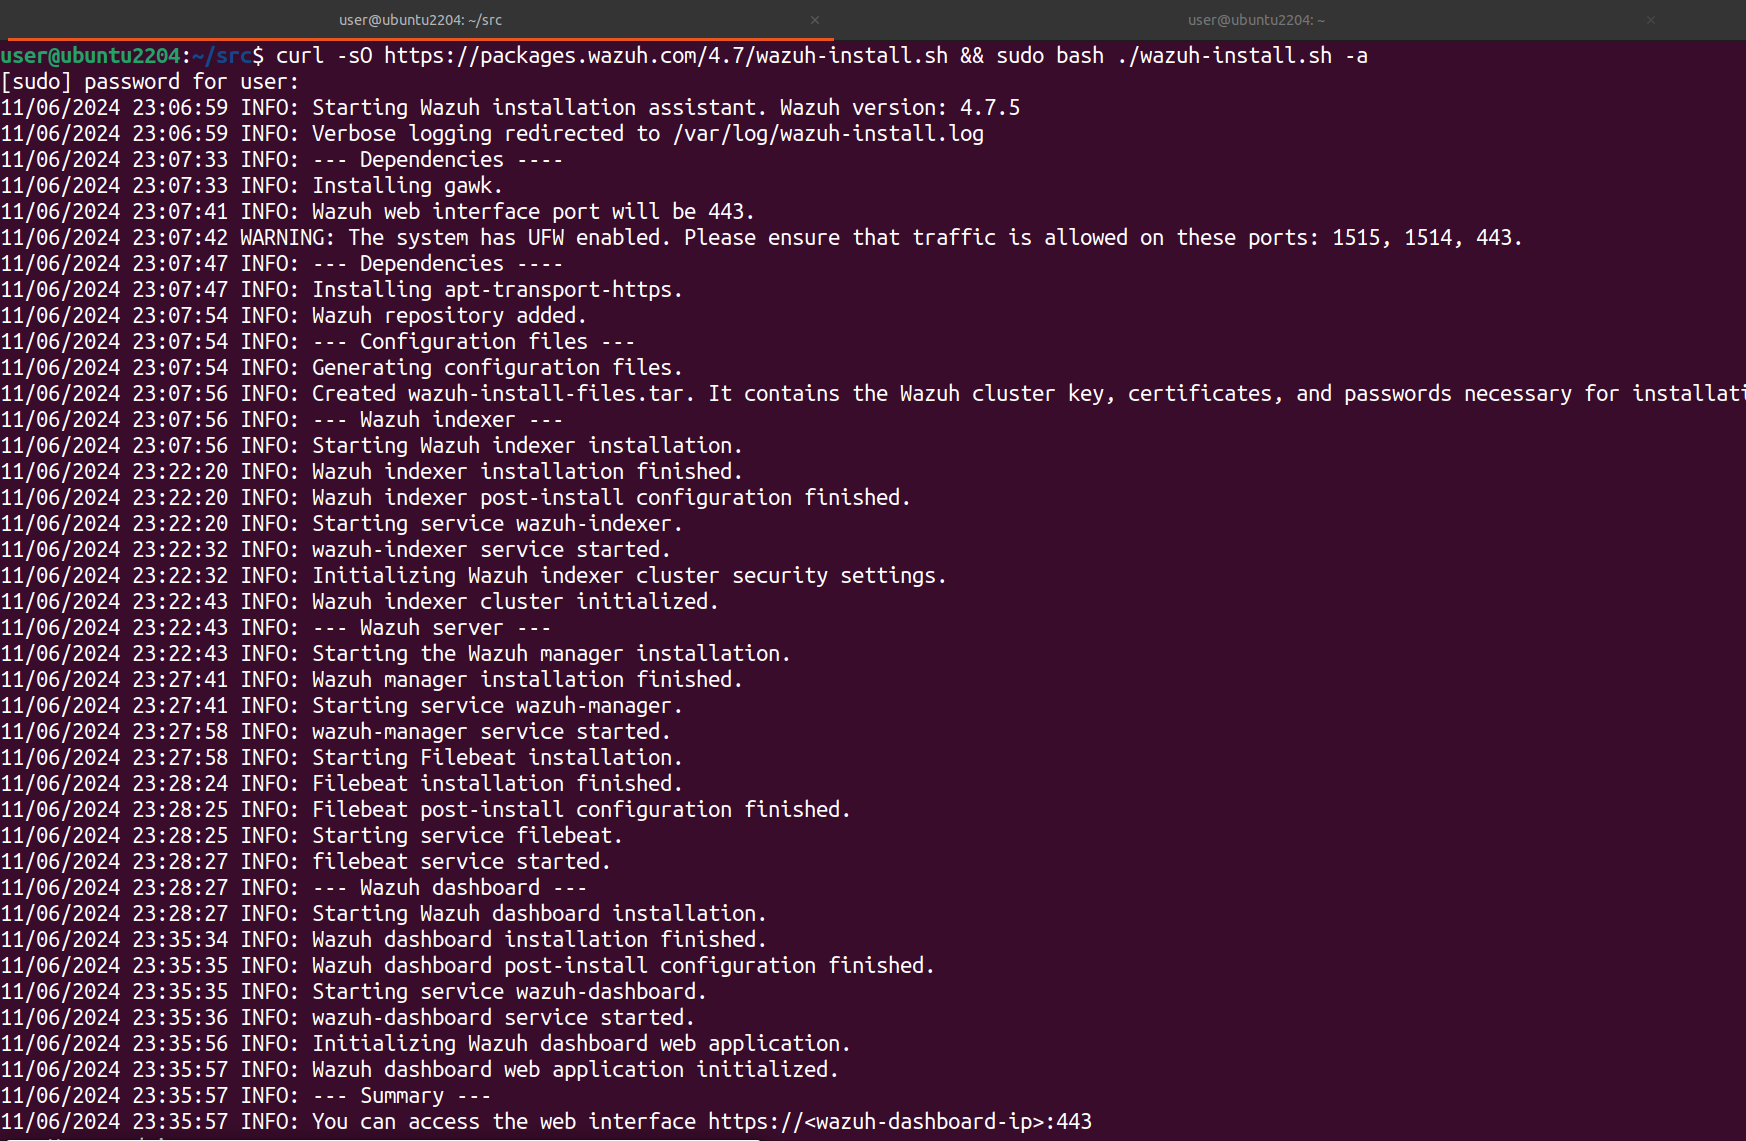 user@ubuntu2204: ~/src
user@ubuntu2204: ~
user@ubuntu2204:~/src$ curl -sO https://packages.wazuh.com/4.7/wazuh-install.sh && sudo bash ./wazuh-install.sh -a
[sudo] password for user:
11/06/2024 23:06:59 INFO: Starting Wazuh installation assistant. Wazuh version: 4.7.5
11/06/2024 23:06:59 INFO: Verbose logging redirected to /var/log/wazuh-install.log
11/06/2024 23:07:33 INFO: --- Dependencies ----
11/06/2024 23:07:33 INFO: Installing gawk.
11/06/2024 23:07:41 INFO: Wazuh web interface port will be 443.
11/06/2024 23:07:42 WARNING: The system has UFW enabled. Please ensure that traffic is allowed on these ports: 1515, 1514, 443.
11/06/2024 23:07:47 INFO: --- Dependencies ----
11/06/2024 23:07:47 INFO: Installing apt-transport-https.
11/06/2024 23:07:54 INFO: Wazuh repository added.
11/06/2024 23:07:54 INFO: --- Configuration files ---
11/06/2024 23:07:54 INFO: Generating configuration files.
11/06/2024 23:07:56 INFO: Created wazuh-install-files.tar. It contains the Wazuh cluster key, certificates, and passwords necessary for installati
11/06/2024 23:07:56 INFO: --- Wazuh indexer ---
11/06/2024 23:07:56 INFO: Starting Wazuh indexer installation.
11/06/2024 23:22:20 INFO: Wazuh indexer installation finished.
11/06/2024 23:22:20 INFO: Wazuh indexer post-install configuration finished.
11/06/2024 23:22:20 INFO: Starting service wazuh-indexer.
11/06/2024 23:22:32 INFO: wazuh-indexer service started.
11/06/2024 23:22:32 INFO: Initializing Wazuh indexer cluster security settings.
11/06/2024 23:22:43 INFO: Wazuh indexer cluster initialized.
11/06/2024 23:22:43 INFO: --- Wazuh server ---
11/06/2024 23:22:43 INFO: Starting the Wazuh manager installation.
11/06/2024 23:27:41 INFO: Wazuh manager installation finished.
11/06/2024 23:27:41 INFO: Starting service wazuh-manager.
11/06/2024 23:27:58 INFO: wazuh-manager service started.
11/06/2024 23:27:58 INFO: Starting Filebeat installation.
11/06/2024 23:28:24 INFO: Filebeat installation finished.
11/06/2024 23:28:25 INFO: Filebeat post-install configuration finished.
11/06/2024 23:28:25 INFO: Starting service filebeat.
11/06/2024 23:28:27 INFO: filebeat service started.
11/06/2024 23:28:27 INFO: --- Wazuh dashboard ---
11/06/2024 23:28:27 INFO: Starting Wazuh dashboard installation.
11/06/2024 23:35:34 INFO: Wazuh dashboard installation finished.
11/06/2024 23:35:35 INFO: Wazuh dashboard post-install configuration finished.
11/06/2024 23:35:35 INFO: Starting service wazuh-dashboard.
11/06/2024 23:35:36 INFO: wazuh-dashboard service started.
11/06/2024 23:35:56 INFO: Initializing Wazuh dashboard web application.
11/06/2024 23:35:57 INFO: Wazuh dashboard web application initialized.
11/06/2024 23:35:57 INFO: --- Summary ---
11/06/2024 23:35:57 INFO: You can access the web interface https://<wazuh-dashboard-ip>:443